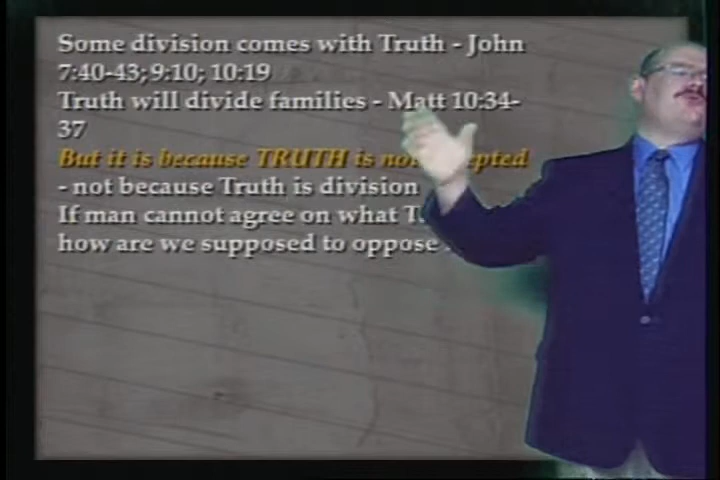 Some division comes with Truth - John
7:40-43; 9:10; 10:19
Truth will divide families - Matt 10:34-
37
But it is because TRUTH is
- not because Truth is division
If man cannot agree on what
how are we supposed to oppose